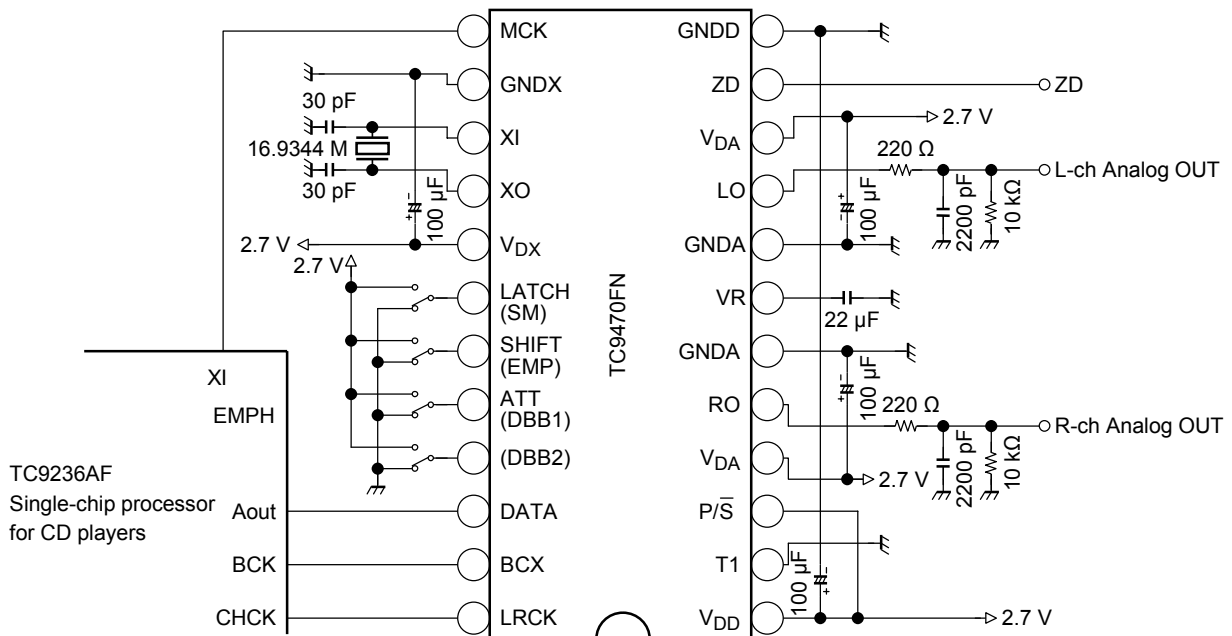 MCK
GNDD
GNDX
ZD
ZD
30 pF
XI
V_DA
2.7 V
16.9344 M
220 Ω
30 pF
XO
LO
L-ch Analog OUT
100 µF
100 µF
2200 pF
10 kΩ
2.7 V
V_DX
GNDA
2.7 V
LATCH
(SM)
TC9470FN
VR
22 µF
SHIFT
(EMP)
GNDA
100 µF
XI
EMPH
ATT
(DBB1)
RO
220 Ω
R-ch Analog OUT
(DBB2)
V_DA
2.7 V
2200 pF
10 kΩ
TC9236AF
Single-chip processor
for CD players
Aout
DATA
P/S̅
BCK
BCX
T1
100 µF
CHCK
LRCK
V_DD
2.7 V